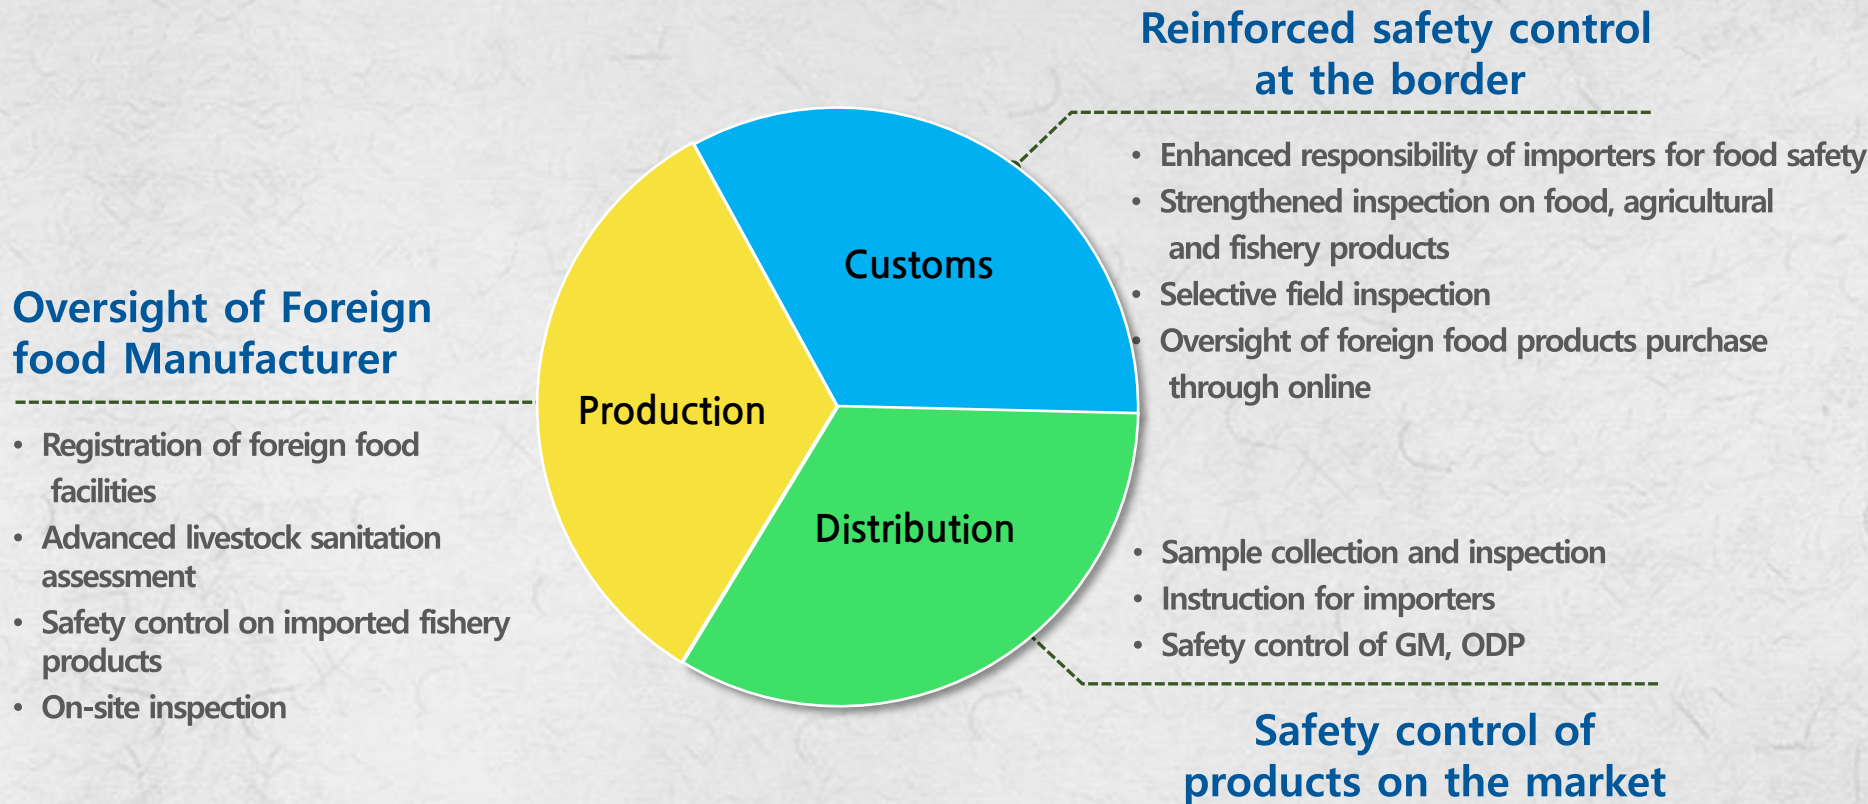 Reinforced safety control
at the border
• Enhanced responsibility of importers for food safety
• Strengthened inspection on food, agricultural
and fishery products
• Selective field inspection
• Oversight of foreign food products purchase
through online
Customs
Oversight of Foreign
food Manufacturer
• Registration of foreign food
facilities
• Advanced livestock sanitation
assessment
• Safety control on imported fishery
products
• On-site inspection
Production
Distribution
• Sample collection and inspection
• Instruction for importers
• Safety control of GM, ODP
Safety control of
products on the market